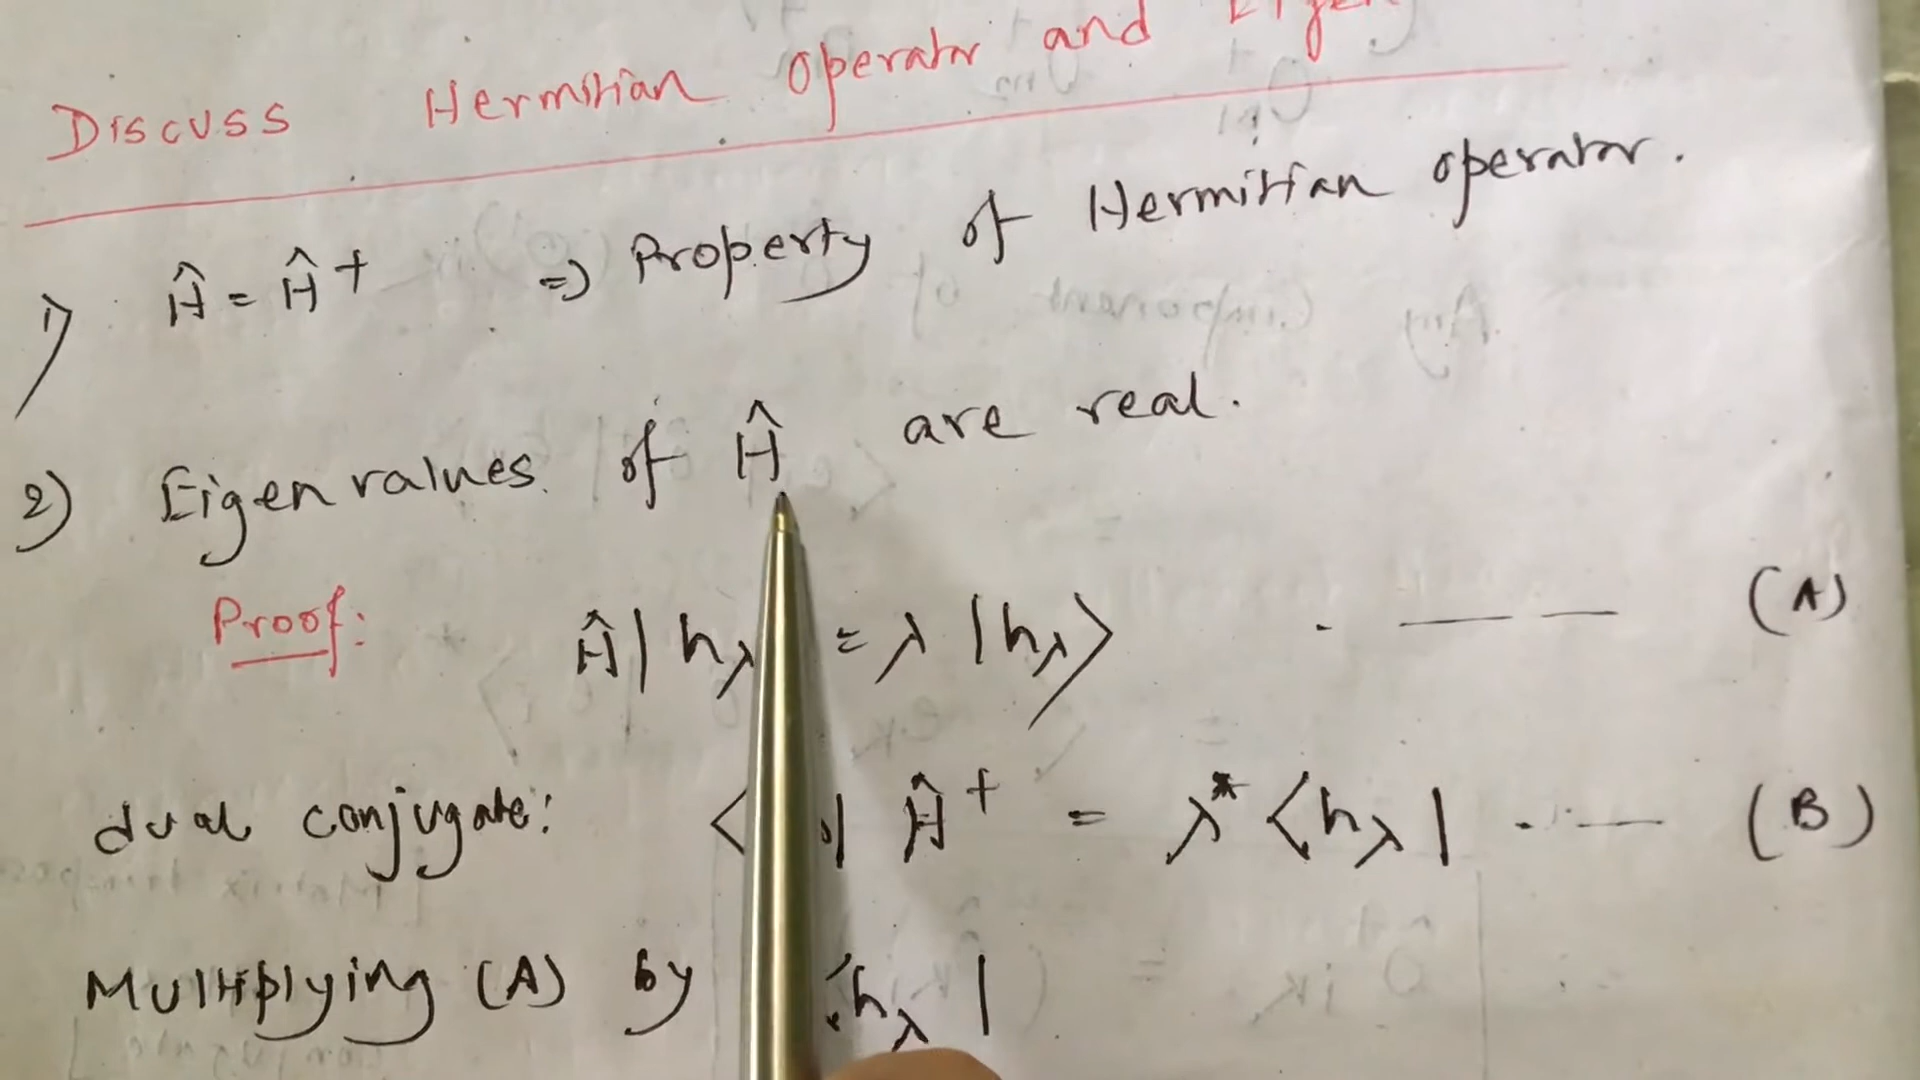 Discuss Hermitian operator and Eigen
1) Ĥ = Ĥ† => Property of Hermitian operator.
2) Eigenvalues of Ĥ are real.
Proof: Ĥ|hλ = λ|hλ> . —— (A)
dual conjugate: < | Ĥ† = λ* <hλ| . —— (B)
Multiplying (A) by <hλ|